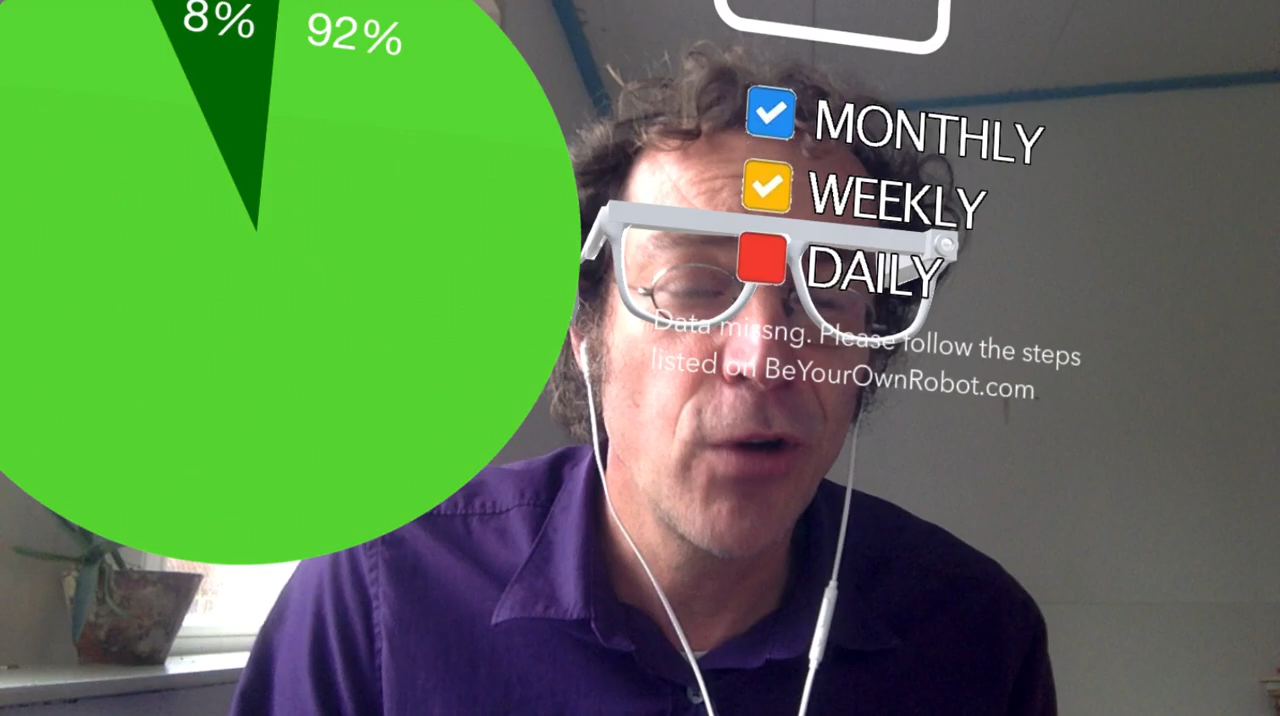 8% 92%
MONTHLY
WEEKLY
DAILY
Data missng. Please follow the steps
listed on BeYourOwnRobot.com